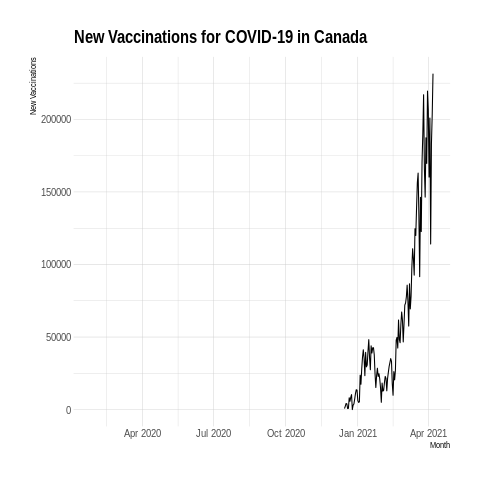 New Vaccinations for COVID-19 in Canada
New Vaccinations
200000
150000
100000
50000
0
Apr 2020 Jul 2020 Oct 2020 Jan 2021 Apr 2021
Month